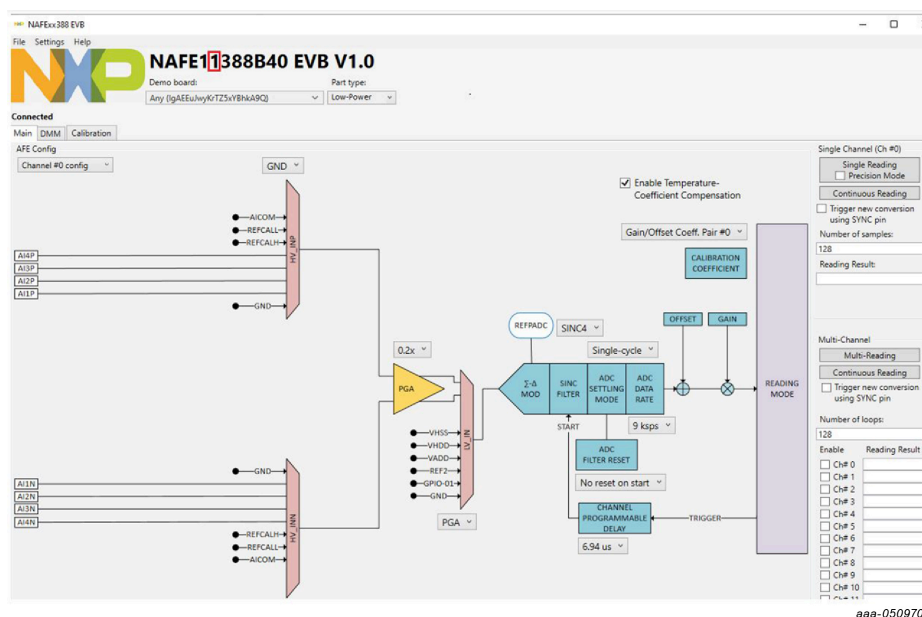 NAFExx388 EVB
File Settings Help
NXP
NAFE11388B40 EVB V1.0
Demo board:
Part type:
Any (IgAEEuJwyKrTZ5xYBhkA9Q)
Low-Power
Connected
Main DMM Calibration
AFE Config
Channel #0 config
GND
AICOM
REFCALL
REFCALH
HV_INP
AI4P
AI3P
AI2P
AI1P
GND
0.2x
PGA
VHSS
VHDD
VADD
REF2
GPIO-01
GND
LV_IN
PGA
GND
AI1N
AI2N
AI3N
AI4N
HV_INN
REFCALH
REFCALL
AICOM
Enable Temperature-
Coefficient Compensation
Gain/Offset Coeff. Pair #0
CALIBRATION
COEFFICIENT
REFPADC
SINC4
OFFSET
GAIN
Single-cycle
Σ-Δ
MOD
SINC
FILTER
ADC
SETTLING
MODE
ADC
DATA
RATE
READING
MODE
START
9 ksps
ADC
FILTER RESET
No reset on start
CHANNEL
PROGRAMMABLE
DELAY
TRIGGER
6.94 us
Single Channel (Ch #0)
Single Reading
Precision Mode
Continuous Reading
Trigger new conversion
using SYNC pin
Number of samples:
128
Reading Result:
Multi-Channel
Multi-Reading
Continuous Reading
Trigger new conversion
using SYNC pin
Number of loops:
128
Enable Reading Result
Ch# 0
Ch# 1
Ch# 2
Ch# 3
Ch# 4
Ch# 5
Ch# 6
Ch# 7
Ch# 8
Ch# 9
Ch# 10
Ch# 11
aaa-050970